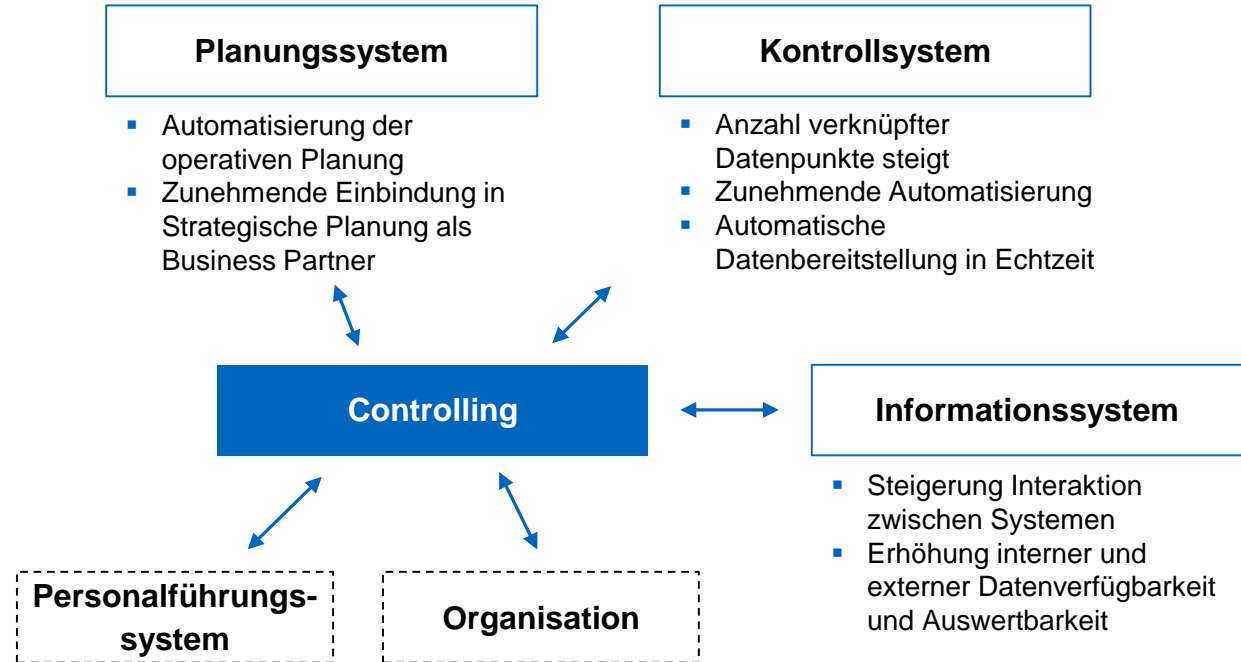 Planungssystem
▪ Automatisierung der
operativen Planung
▪ Zunehmende Einbindung in
Strategische Planung als
Business Partner
Kontrollsystem
▪ Anzahl verknüpfter
Datenpunkte steigt
▪ Zunehmende Automatisierung
▪ Automatische
Datenbereitstellung in Echtzeit
Controlling
Informationssystem
▪ Steigerung Interaktion
zwischen Systemen
▪ Erhöhung interner und
externer Datenverfügbarkeit
und Auswertbarkeit
Personalführungs-
system
Organisation